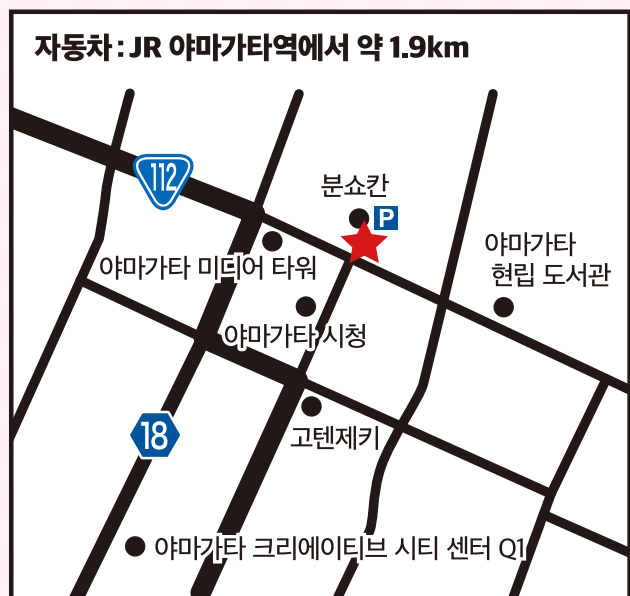 자동차 : JR 야마가타역에서 약 1.9km
112
분쇼칸
P
야마가타
현립 도서관
야마가타 미디어 타워
야마가타 시청
18
고텐제키
야마가타 크리에이티브 시티 센터 Q1